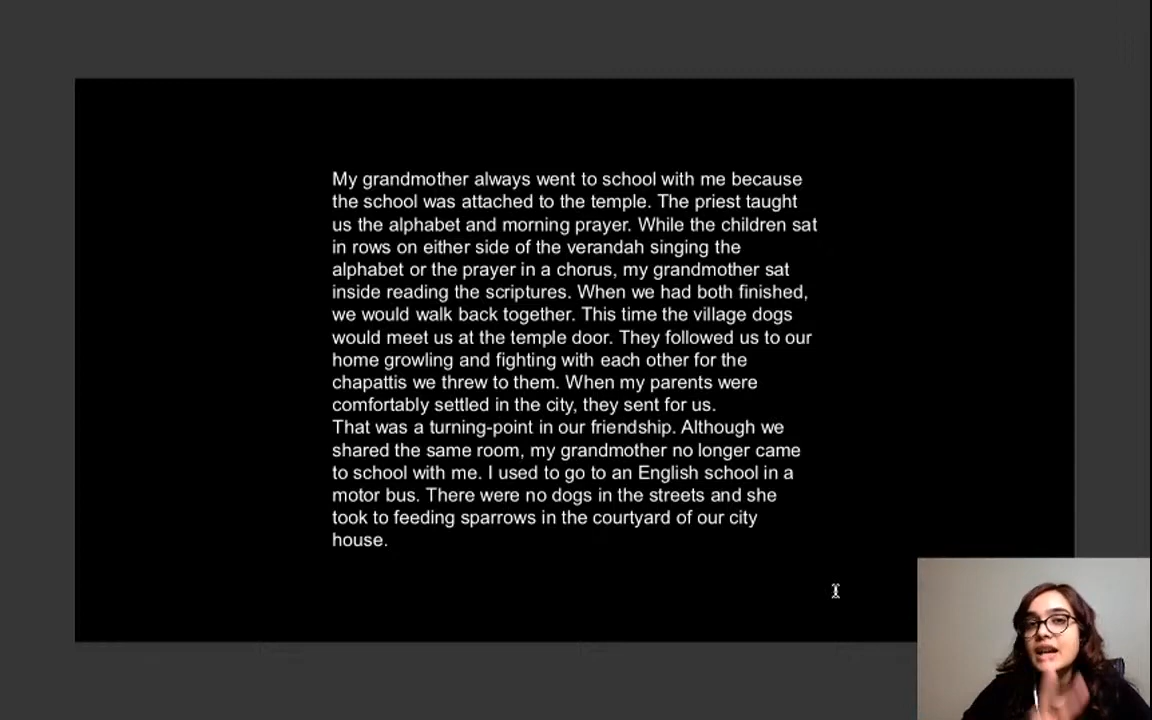 My grandmother always went to school with me because
the school was attached to the temple. The priest taught
us the alphabet and morning prayer. While the children sat
in rows on either side of the verandah singing the
alphabet or the prayer in a chorus, my grandmother sat
inside reading the scriptures. When we had both finished,
we would walk back together. This time the village dogs
would meet us at the temple door. They followed us to our
home growling and fighting with each other for the
chapattis we threw to them. When my parents were
comfortably settled in the city, they sent for us.
That was a turning-point in our friendship. Although we
shared the same room, my grandmother no longer came
to school with me. I used to go to an English school in a
motor bus. There were no dogs in the streets and she
took to feeding sparrows in the courtyard of our city
house.